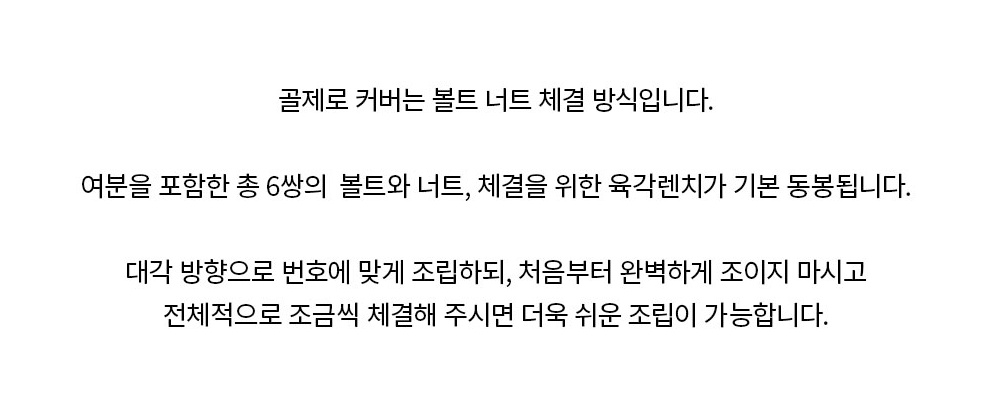 골제로 커버는 볼트 너트 체결 방식입니다.
여분을 포함한 총 6쌍의 볼트와 너트, 체결을 위한 육각렌치가 기본 동봉됩니다.
대각 방향으로 번호에 맞게 조립하되, 처음부터 완벽하게 조이지 마시고
전체적으로 조금씩 체결해 주시면 더욱 쉬운 조립이 가능합니다.